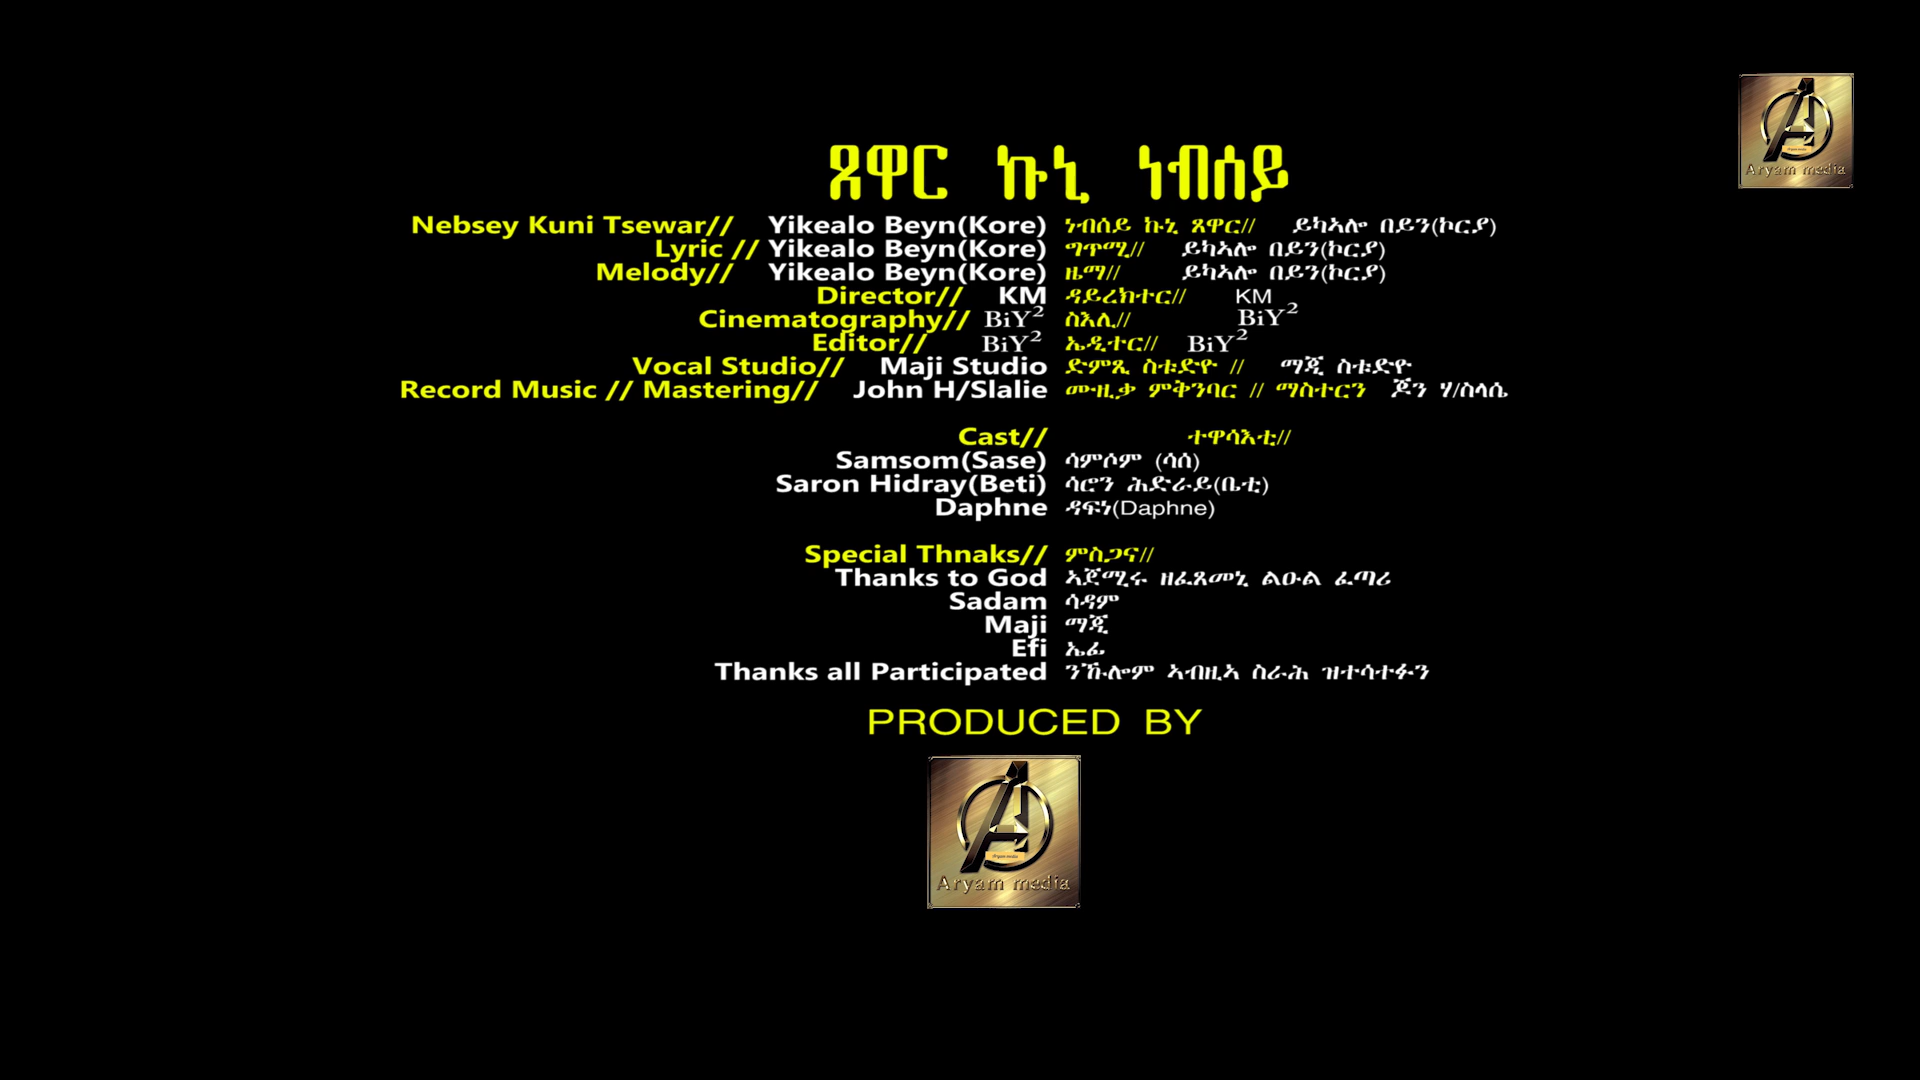 Aryam media
ጾዋር ኩኒ ነብሰይ
Nebsey Kuni Tsewar// Yikealo Beyn(Kore) ነብሰይ ኩኒ ጾዋር// ይካኣሎ በይን(ኮርያ)
Lyric // Yikealo Beyn(Kore) ግጥሚ// ይካኣሎ በይን(ኮርያ)
Melody// Yikealo Beyn(Kore) ዜማ// ይካኣሎ በይን(ኮርያ)
Director// KM ዳይረክተር// KM
Cinematography// BiY² ስእሊ// BiY²
Editor// BiY² ኤዲተር// BiY²
Vocal Studio// Maji Studio ድምጺ ስቱድዮ // ማጂ ስቱድዮ
Record Music // Mastering// John H/Slalie ሙዚቃ ምቅንባር // ማስተርን ጆን ሃ/ስላሴ
Cast// ተዋሳእቲ//
Samsom(Sase) ሳምሶም (ሳሰ)
Saron Hidray(Beti) ሳሮን ሕድራይ(ቤቲ)
Daphne ዳፍነ(Daphne)
Special Thnaks// ምስጋና//
Thanks to God ኣጀሚሩ ዘፈጸመኒ ልዑል ፈጣሪ
Sadam ሳዳም
Maji ማጂ
Efi ኤፊ
Thanks all Participated ንኹሎም ኣብዚኣ ስራሕ ዝተሳተፉን
PRODUCED BY
Aryam media